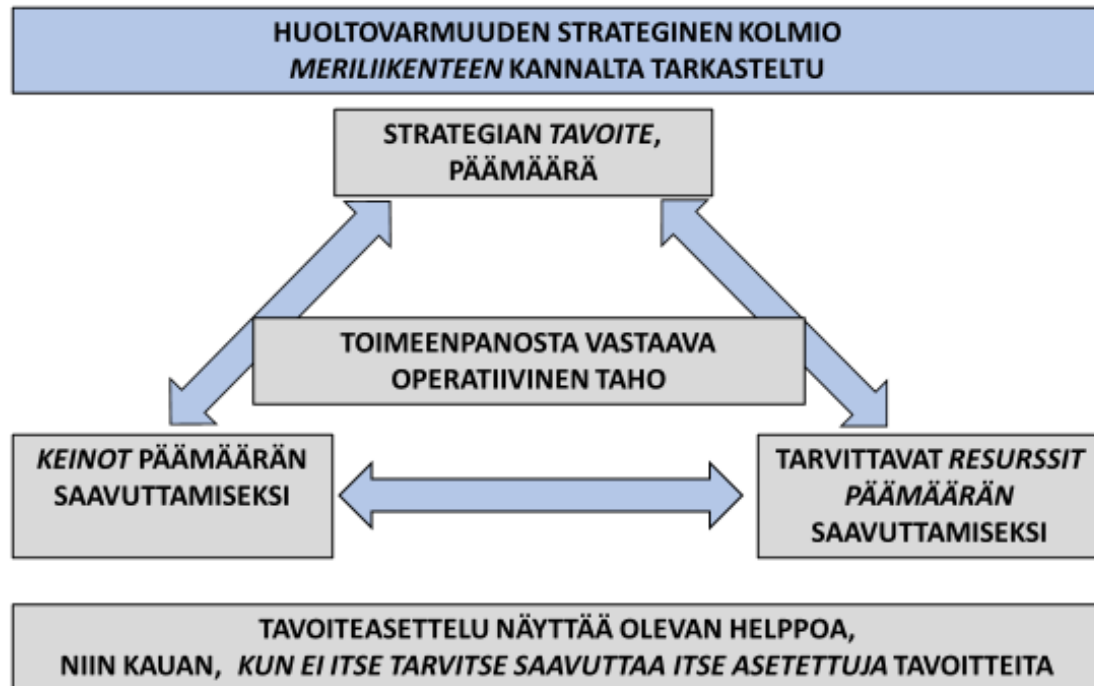 HUOLTOVARMUUDEN STRATEGINEN KOLMIO
MERILIIKENTEEN KANNALTA TARKASTELTU
STRATEGIAN TAVOITE,
PÄÄMÄÄRÄ
TOIMEENPANOSTA VASTAAVA
OPERATIIVINEN TAHO
KEINOT PÄÄMÄÄRÄN
SAAVUTTAMISEKSI
TARVITTAVAT RESURSSIT
PÄÄMÄÄRÄN
SAAVUTTAMISEKSI
TAVOITEASETTELU NÄYTTÄÄ OLEVAN HELPPOA,
NIIN KAUAN, KUN EI ITSE TARVITSE SAAVUTTAA ITSE ASETETTUJA TAVOITTEITA